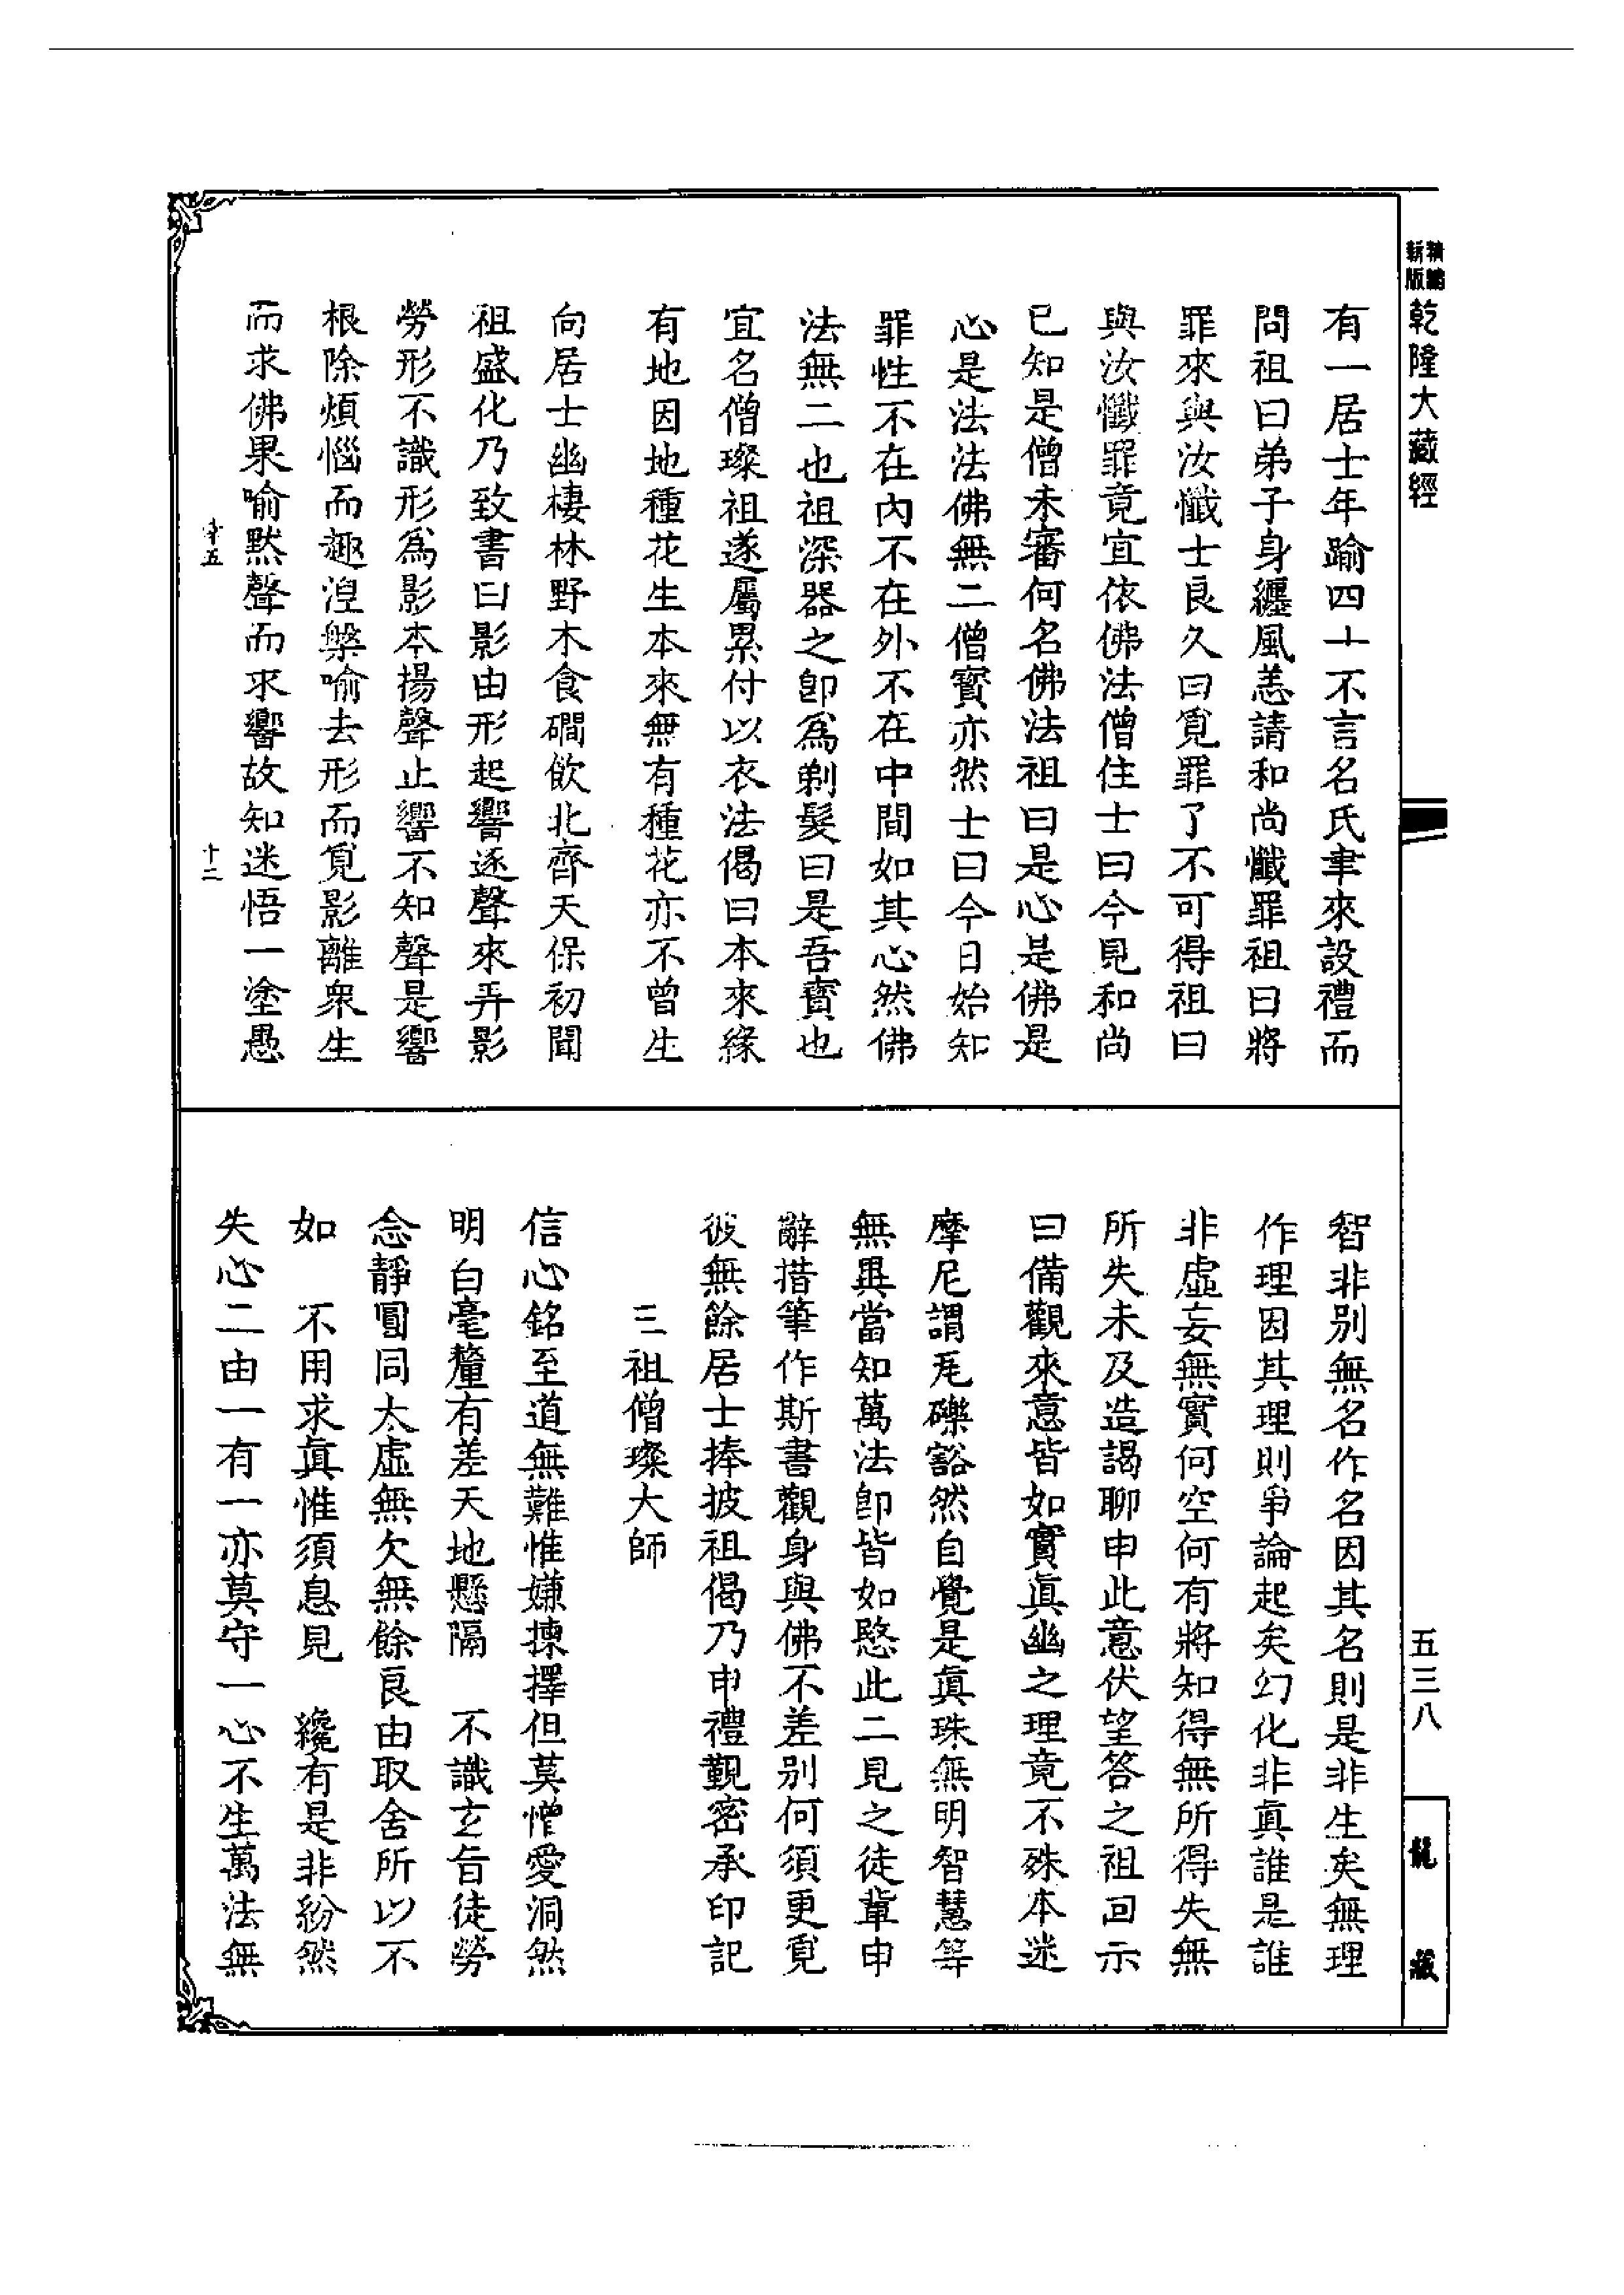 精編新版
乾隆大藏經
有一居士年踰四十不言名氏聿來設禮而
問祖曰弟子身纏風恙請和尚懺罪祖曰將
罪來與汝懺士良久曰覓罪了不可得祖曰
與汝懺罪竟宜依佛法僧住士曰今見和尚
已知是僧未審何名佛法祖曰是心是佛是
心是法法佛無二僧寶亦然士曰今日始知
罪性不在內不在外不在中間如其心然佛
法無二也祖深器之卽爲剃髮曰是吾寶也
宜名僧璨祖遂屬累付以衣法偈曰本來緣
有地因地種花生本來無有種花亦不曾生
向居士幽棲林野木食磵飲北齊天保初聞
祖盛化乃致書曰影由形起響逐聲來弄影
勞形不識形爲影本揚聲止響不知聲是響
根除煩惱而趣涅槃喻去形而覓影離衆生
而求佛果喻默聲而求響故知迷悟一塗愚
五
十二
智非別無名作名因其名則是非生矣無理
作理因其理則爭論起矣幻化非眞誰是誰
非虛妄無實何空何有將知得無所得失無
所失未及造謁聊申此意伏望答之祖回示
曰備觀來意皆如實眞幽之理竟不殊本迷
摩尼謂瓦礫豁然自覺是眞珠無明智慧等
無異當知萬法卽皆如愍此二見之徒輩申
辭措筆作斯書觀身與佛不差別何須更覓
彼無餘居士捧披祖偈乃申禮覲密承印記
三祖僧璨大師
信心銘至道無難惟嫌揀擇但莫憎愛洞然
明白毫釐有差天地懸隔　不識玄旨徒勞
念靜圓同太虛無欠無餘良由取舍所以不
如　不用求眞惟須息見　纔有是非紛然
失心二由一有一亦莫守一心不生萬法無
五三八
龍藏